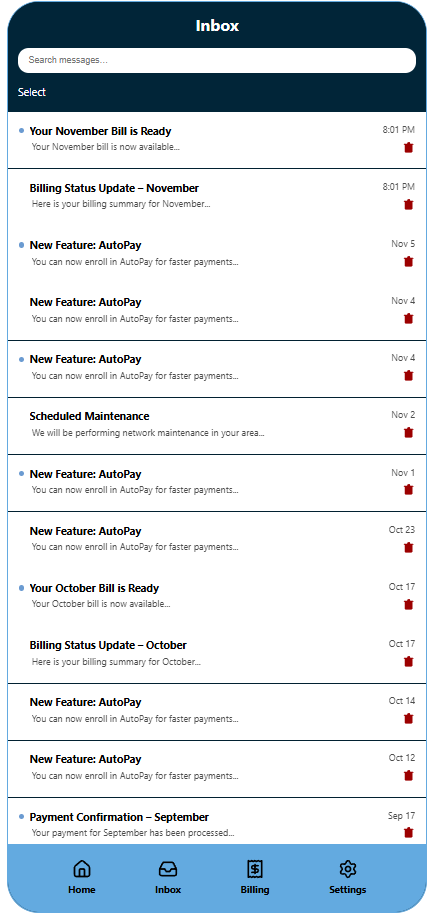 Inbox
Search messages...
Select
Your November Bill is Ready 8:01 PM
Your November bill is now available...
Billing Status Update – November 8:01 PM
Here is your billing summary for November...
New Feature: AutoPay Nov 5
You can now enroll in AutoPay for faster payments...
New Feature: AutoPay Nov 4
You can now enroll in AutoPay for faster payments...
New Feature: AutoPay Nov 4
You can now enroll in AutoPay for faster payments...
Scheduled Maintenance Nov 2
We will be performing network maintenance in your area...
New Feature: AutoPay Nov 1
You can now enroll in AutoPay for faster payments...
New Feature: AutoPay Oct 23
You can now enroll in AutoPay for faster payments...
Your October Bill is Ready Oct 17
Your October bill is now available...
Billing Status Update – October Oct 17
Here is your billing summary for October...
New Feature: AutoPay Oct 14
You can now enroll in AutoPay for faster payments...
New Feature: AutoPay Oct 12
You can now enroll in AutoPay for faster payments...
Payment Confirmation – September Sep 17
Your payment for September has been processed...
Home Inbox Billing Settings